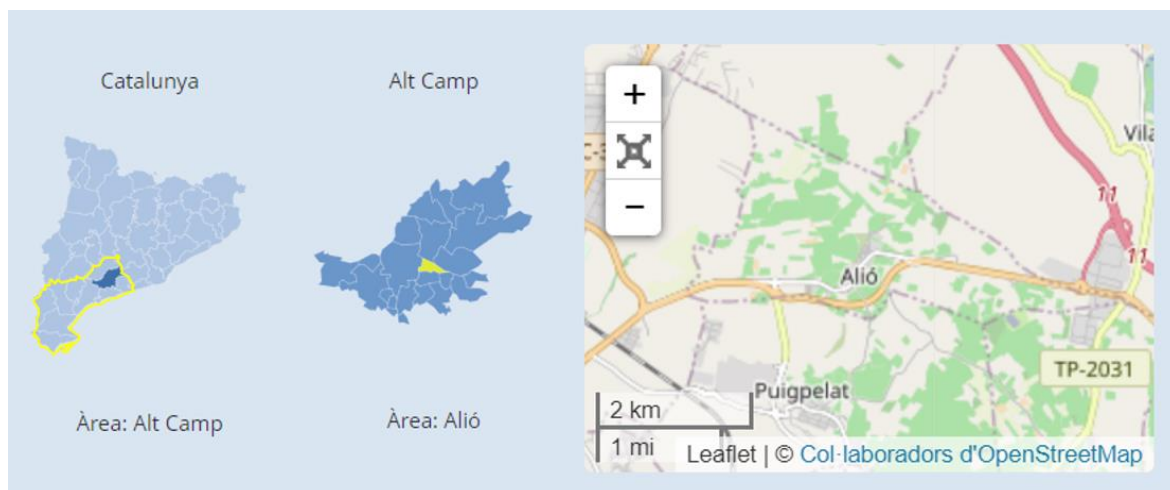 Catalunya
Alt Camp
Àrea: Alt Camp
Àrea: Alió
+
−
11
Vila
11
Alió
TP-2031
Puigpelat
2 km
1 mi
Leaflet | © Col·laboradors d'OpenStreetMap